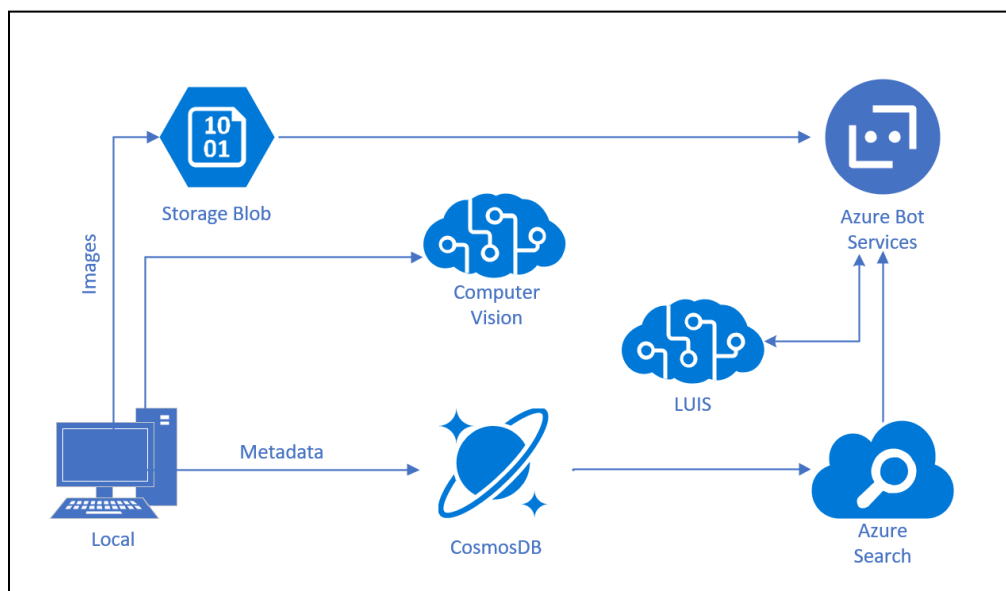 10
01
Storage Blob
Azure Bot
Services
Images
Computer
Vision
LUIS
Metadata
Local
CosmosDB
Azure
Search